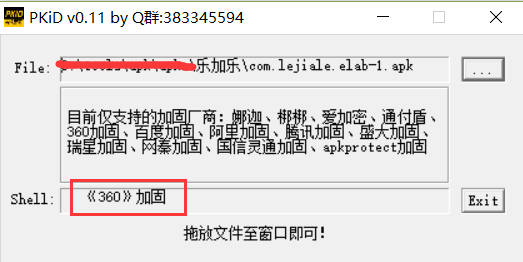 PKiD v0.11 by Q群:383345594
File:
乐加乐\com.lejiale.elab-1.apk
...
目前仅支持的加固厂商：娜迦、梆梆、爱加密、通付盾、
360加固、百度加固、阿里加固、腾讯加固、盛大加固、
瑞星加固、网秦加固、国信灵通加固、apkprotect加固
Shell:
《360》加固
Exit
拖放文件至窗口即可!